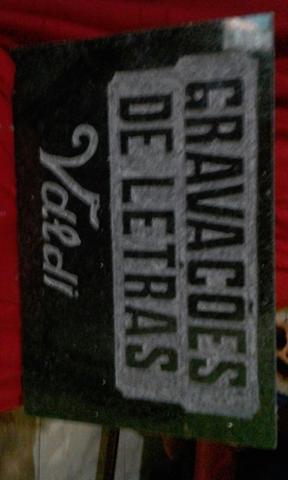 GRAVAÇÕES
DE LETRAS
Valdi